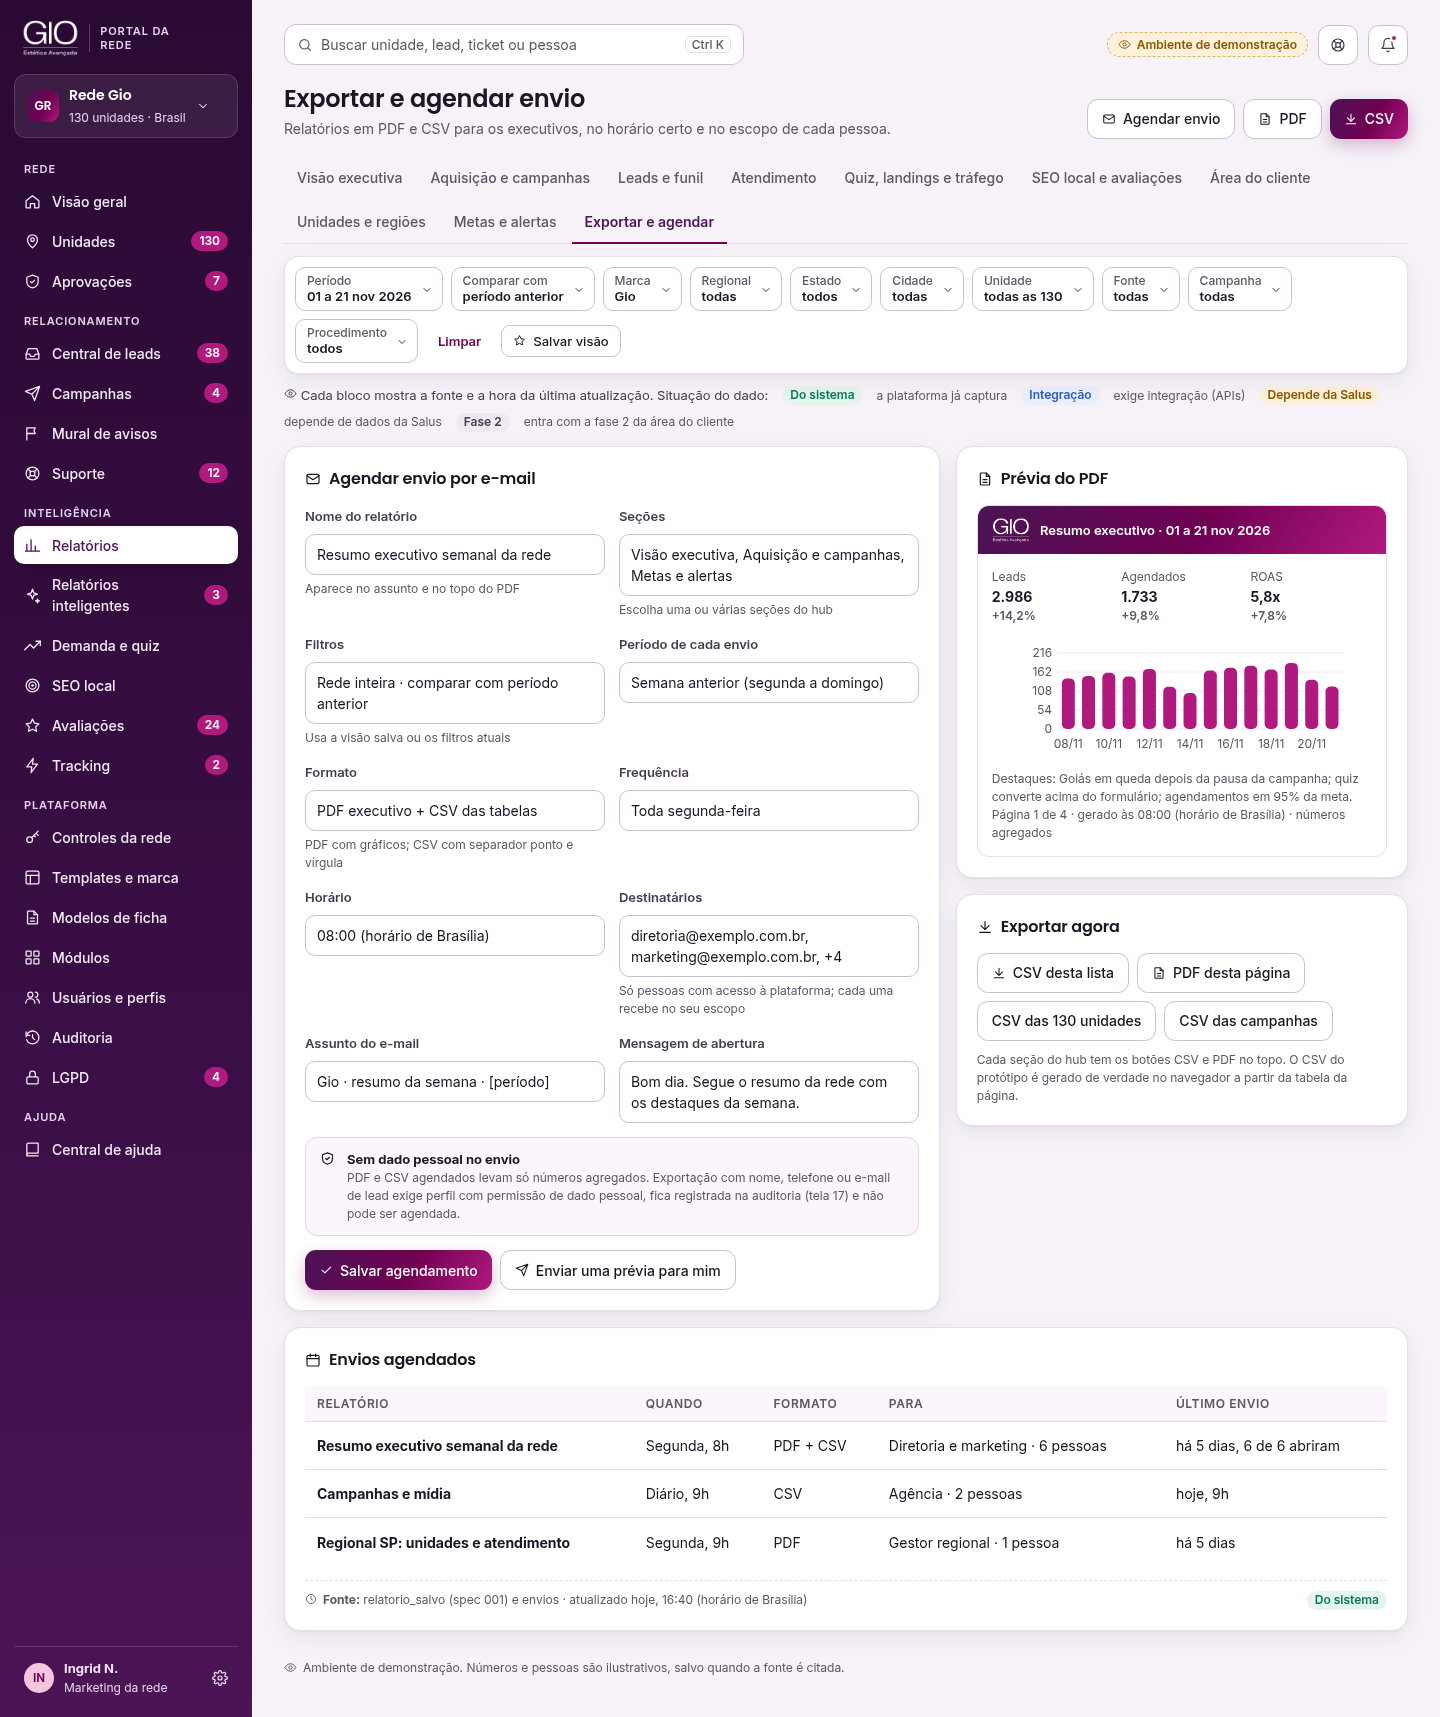 GIO
Estética Avançada
PORTAL DA
REDE
GR
Rede Gio
130 unidades · Brasil
REDE
Visão geral
Unidades 130
Aprovações 7
RELACIONAMENTO
Central de leads 38
Campanhas 4
Mural de avisos
Suporte 12
INTELIGÊNCIA
Relatórios
Relatórios
inteligentes 3
Demanda e quiz
SEO local
Avaliações 24
Tracking 2
PLATAFORMA
Controles da rede
Templates e marca
Modelos de ficha
Módulos
Usuários e perfis
Auditoria
LGPD 4
AJUDA
Central de ajuda
IN
Ingrid N.
Marketing da rede
Buscar unidade, lead, ticket ou pessoa Ctrl K
Ambiente de demonstração
Exportar e agendar envio
Relatórios em PDF e CSV para os executivos, no horário certo e no escopo de cada pessoa.
Agendar envio PDF CSV
Visão executiva Aquisição e campanhas Leads e funil Atendimento Quiz, landings e tráfego SEO local e avaliações Área do cliente
Unidades e regiões Metas e alertas Exportar e agendar
Período Comparar com Marca Regional Estado Cidade Unidade Fonte Campanha
01 a 21 nov 2026 período anterior Gio todas todos todas todas as 130 todas todas
Procedimento
todos
Limpar Salvar visão
Cada bloco mostra a fonte e a hora da última atualização. Situação do dado: Do sistema a plataforma já captura Integração exige integração (APIs) Depende da Salus
depende de dados da Salus Fase 2 entra com a fase 2 da área do cliente
Agendar envio por e-mail
Nome do relatório
Resumo executivo semanal da rede
Aparece no assunto e no topo do PDF
Seções
Visão executiva, Aquisição e campanhas,
Metas e alertas
Escolha uma ou várias seções do hub
Filtros
Rede inteira · comparar com período
anterior
Usa a visão salva ou os filtros atuais
Período de cada envio
Semana anterior (segunda a domingo)
Formato
PDF executivo + CSV das tabelas
PDF com gráficos; CSV com separador ponto e
vírgula
Frequência
Toda segunda-feira
Horário
08:00 (horário de Brasília)
Destinatários
diretoria@exemplo.com.br,
marketing@exemplo.com.br, +4
Só pessoas com acesso à plataforma; cada uma
recebe no seu escopo
Assunto do e-mail
Gio · resumo da semana · [período]
Mensagem de abertura
Bom dia. Segue o resumo da rede com
os destaques da semana.
Sem dado pessoal no envio
PDF e CSV agendados levam só números agregados. Exportação com nome, telefone ou e-mail
de lead exige perfil com permissão de dado pessoal, fica registrada na auditoria (tela 17) e não
pode ser agendada.
Salvar agendamento Enviar uma prévia para mim
Prévia do PDF
GIO
Estética Avançada
Resumo executivo · 01 a 21 nov 2026
Leads Agendados ROAS
2.986 1.733 5,8x
+14,2% +9,8% +7,8%
216
162
108
54
0
08/11 10/11 12/11 14/11 16/11 18/11 20/11
Destaques: Goiás em queda depois da pausa da campanha; quiz
converte acima do formulário; agendamentos em 95% da meta.
Página 1 de 4 · gerado às 08:00 (horário de Brasília) · números
agregados
Exportar agora
CSV desta lista PDF desta página
CSV das 130 unidades CSV das campanhas
Cada seção do hub tem os botões CSV e PDF no topo. O CSV do
protótipo é gerado de verdade no navegador a partir da tabela da
página.
Envios agendados
RELATÓRIO QUANDO FORMATO PARA ÚLTIMO ENVIO
Resumo executivo semanal da rede Segunda, 8h PDF + CSV Diretoria e marketing · 6 pessoas há 5 dias, 6 de 6 abriram
Campanhas e mídia Diário, 9h CSV Agência · 2 pessoas hoje, 9h
Regional SP: unidades e atendimento Segunda, 9h PDF Gestor regional · 1 pessoa há 5 dias
Fonte: relatorio_salvo (spec 001) e envios · atualizado hoje, 16:40 (horário de Brasília) Do sistema
Ambiente de demonstração. Números e pessoas são ilustrativos, salvo quando a fonte é citada.